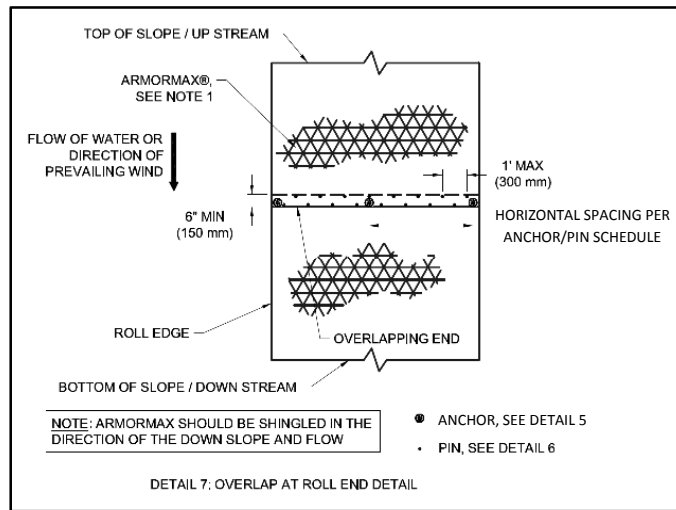 TOP OF SLOPE / UP STREAM
ARMORMAX®,
SEE NOTE 1
FLOW OF WATER OR
DIRECTION OF
PREVAILING WIND
1' MAX
(300 mm)
6" MIN
(150 mm)
HORIZONTAL SPACING PER
ANCHOR/PIN SCHEDULE
ROLL EDGE
OVERLAPPING END
BOTTOM OF SLOPE / DOWN STREAM
NOTE: ARMORMAX SHOULD BE SHINGLED IN THE
DIRECTION OF THE DOWN SLOPE AND FLOW
ANCHOR, SEE DETAIL 5
PIN, SEE DETAIL 6
DETAIL 7: OVERLAP AT ROLL END DETAIL